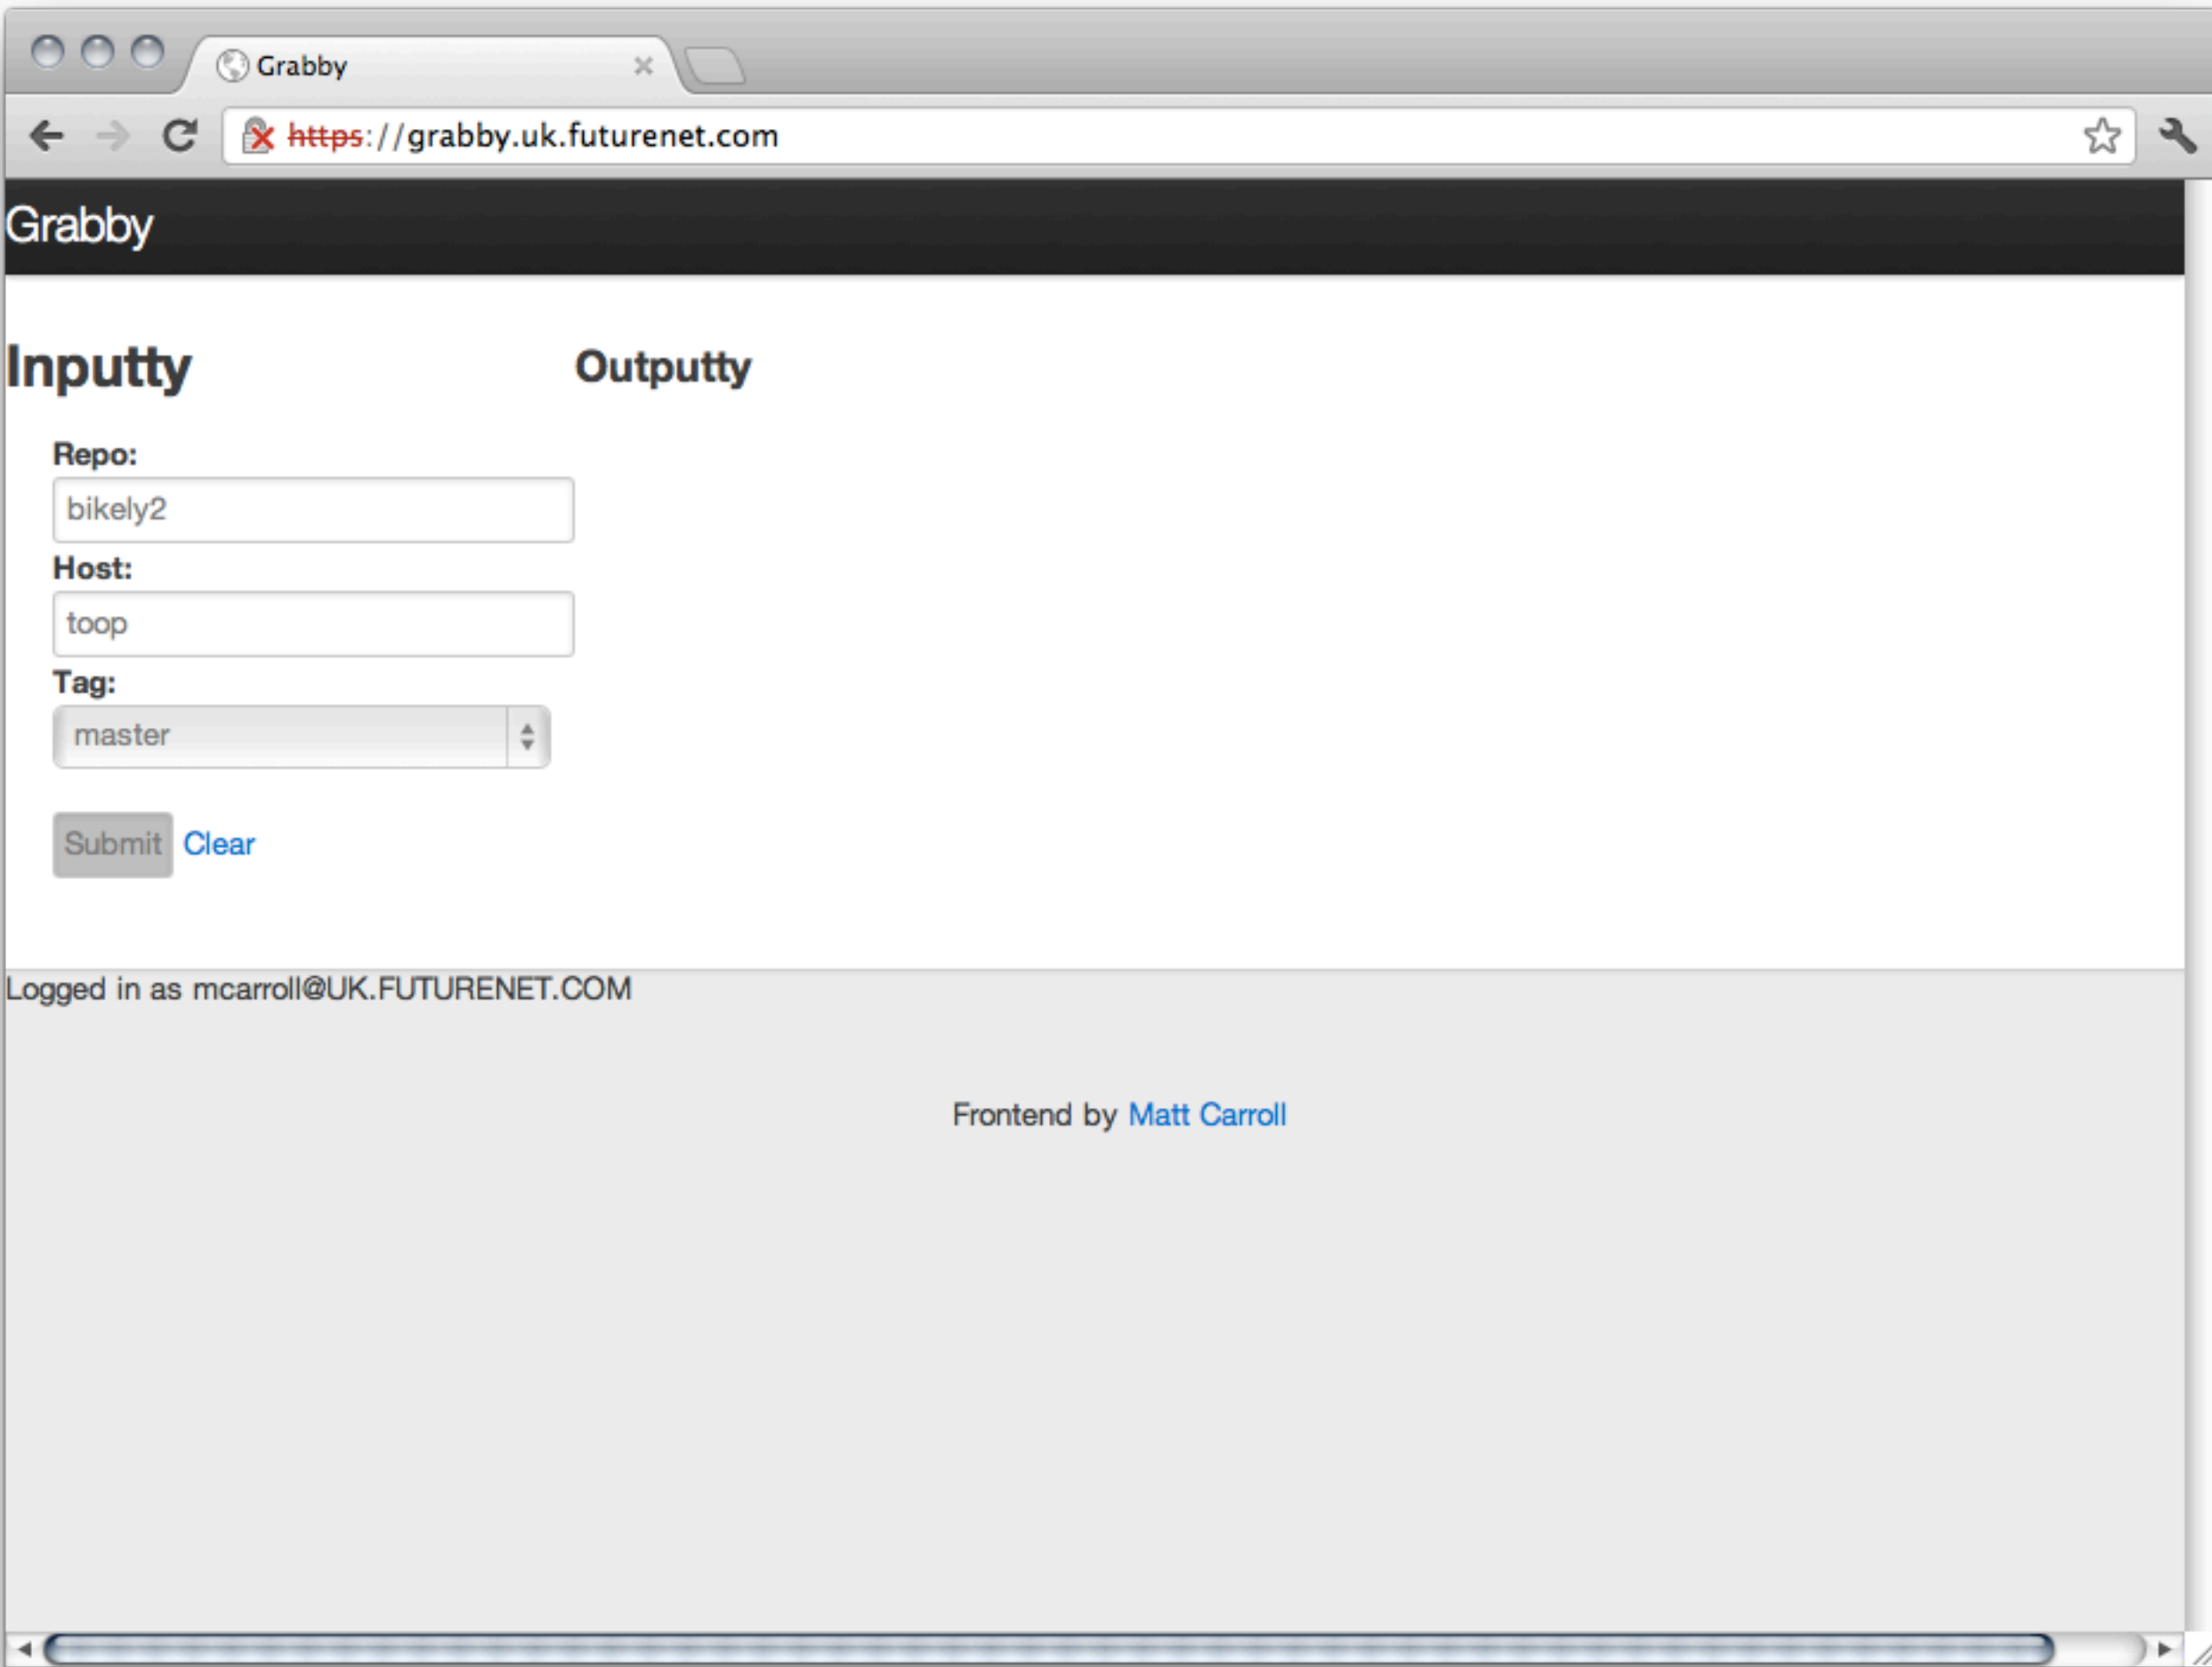 Grabby
https://grabby.uk.futurenet.com
Grabby
Inputty
Outputty
Repo:
bikely2
Host:
toop
Tag:
master
Submit Clear
Logged in as mcarroll@UK.FUTURENET.COM
Frontend by Matt Carroll